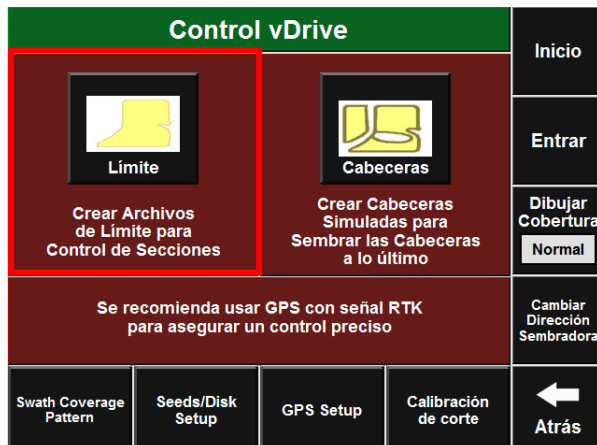 Control vDrive
Límite
Crear Archivos
de Límite para
Control de Secciones
Cabeceras
Crear Cabeceras
Simuladas para
Sembrar las Cabeceras
a lo último
Se recomienda usar GPS con señal RTK
para asegurar un control preciso
Swath Coverage
Pattern
Seeds/Disk
Setup
GPS Setup
Calibración
de corte
Inicio
Entrar
Dibujar
Cobertura
Normal
Cambiar
Dirección
Sembradora
Atrás